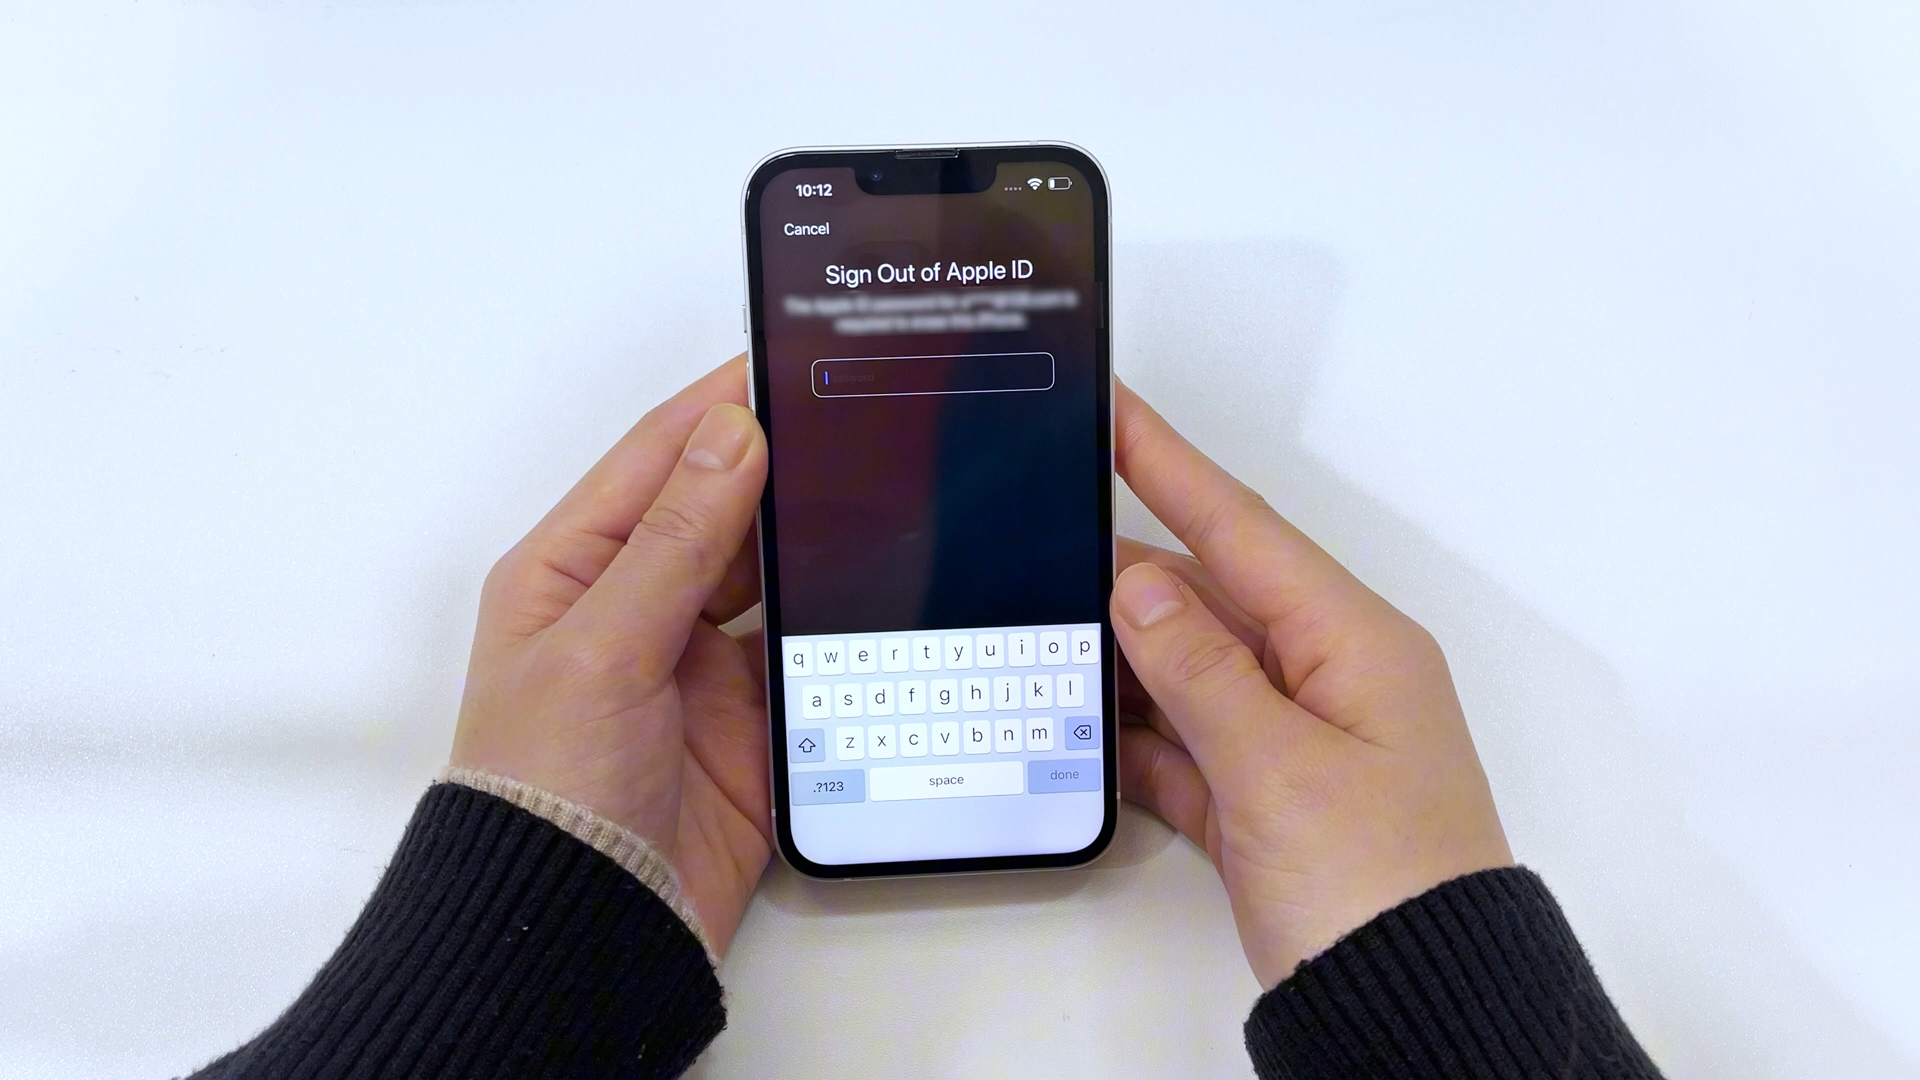 10:12
Cancel
Sign Out of Apple ID
q w e r t y u i o p
a s d f g h j k l
z x c v b n m
.?123 space done